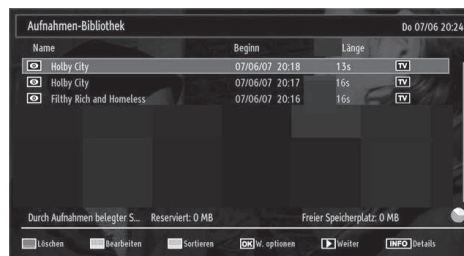 Aufnahmen-Bibliothek Do 07/06 20:24
Name Beginn Länge
Holby City 07/06/07 20:18 13s TV
Holby City 07/06/07 20:17 16s TV
Filthy Rich and Homeless 07/06/07 20:16 16s TV
Durch Aufnahmen belegter S... Reserviert: 0 MB Freier Speicherplatz: 0 MB
Löschen Bearbeiten Sortieren OK W. optionen Weiter INFO Details